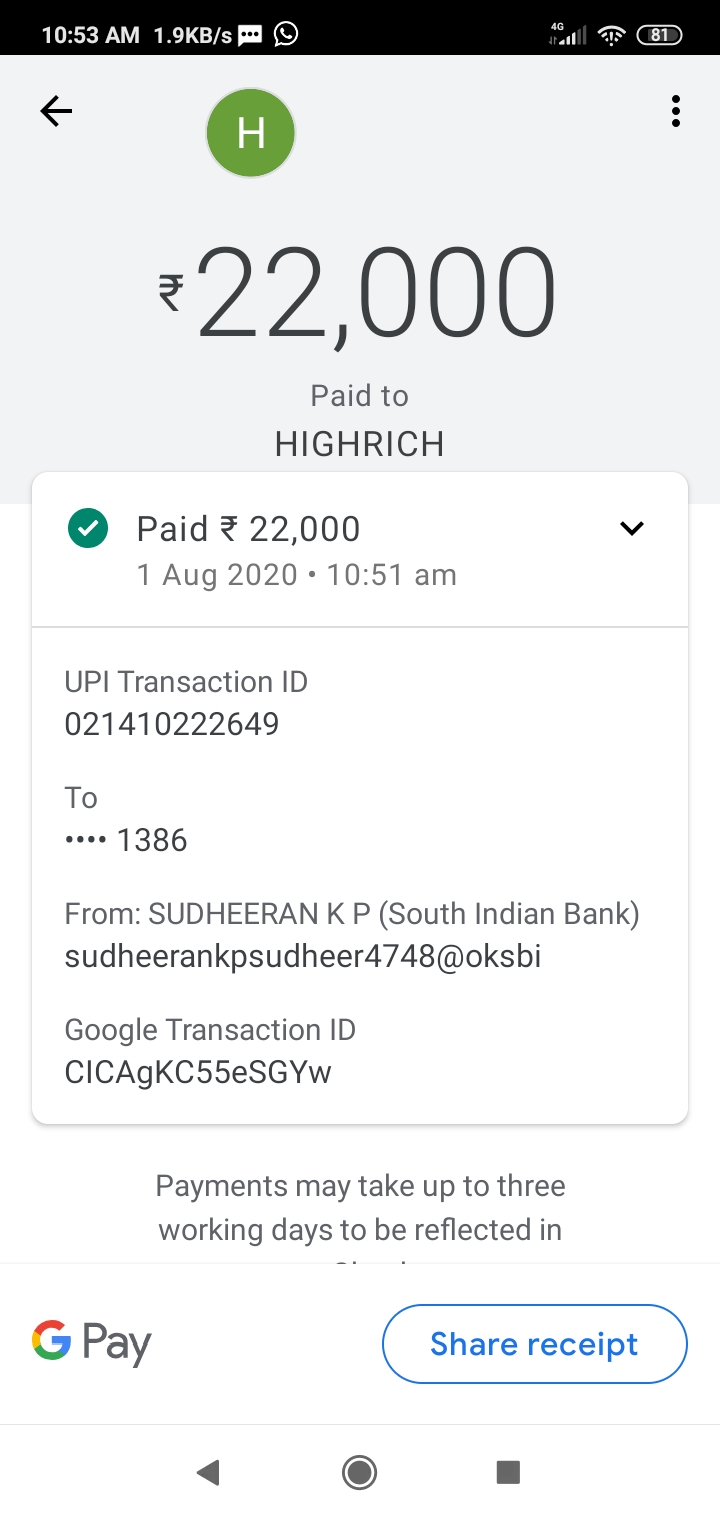 10:53 AM 1.9KB/s 4G 81
H
₹22,000
Paid to
HIGHRICH
Paid ₹ 22,000
1 Aug 2020 • 10:51 am
UPI Transaction ID
021410222649
To
•••• 1386
From: SUDHEERAN K P (South Indian Bank)
sudheerankpsudheer4748@oksbi
Google Transaction ID
CICAgKC55eSGYw
Payments may take up to three
working days to be reflected in
G Pay
Share receipt